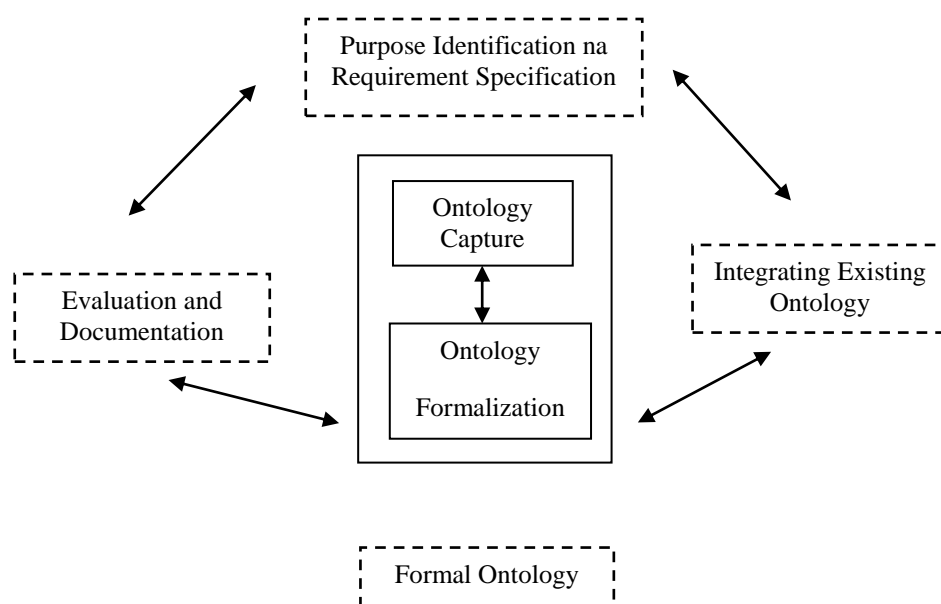 Purpose Identification na
Requirement Specification
Ontology
Capture
Evaluation and
Documentation
Integrating Existing
Ontology
Ontology
Formalization
Formal Ontology